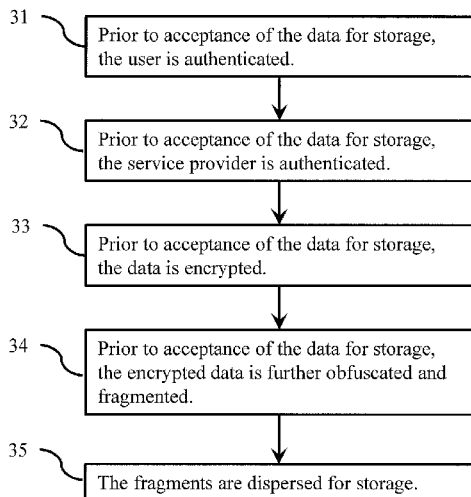 31
Prior to acceptance of the data for storage,
the user is authenticated.
32
Prior to acceptance of the data for storage,
the service provider is authenticated.
33
Prior to acceptance of the data for storage,
the data is encrypted.
34
Prior to acceptance of the data for storage,
the encrypted data is further obfuscated and
fragmented.
35
The fragments are dispersed for storage.